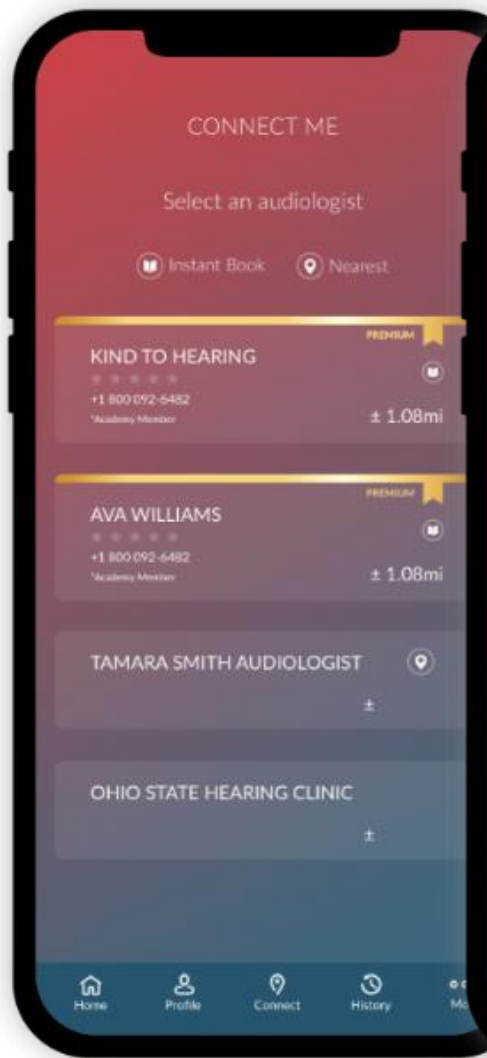 CONNECT ME
Select an audiologist
Instant Book Nearest
PREMIUM
KIND TO HEARING
+1 800 092-6482
*Academy Member
± 1.08mi
PREMIUM
AVA WILLIAMS
+1 800 092-6482
*Academy Member
± 1.08mi
TAMARA SMITH AUDIOLOGIST
±
OHIO STATE HEARING CLINIC
±
Home Profile Connect History Mo